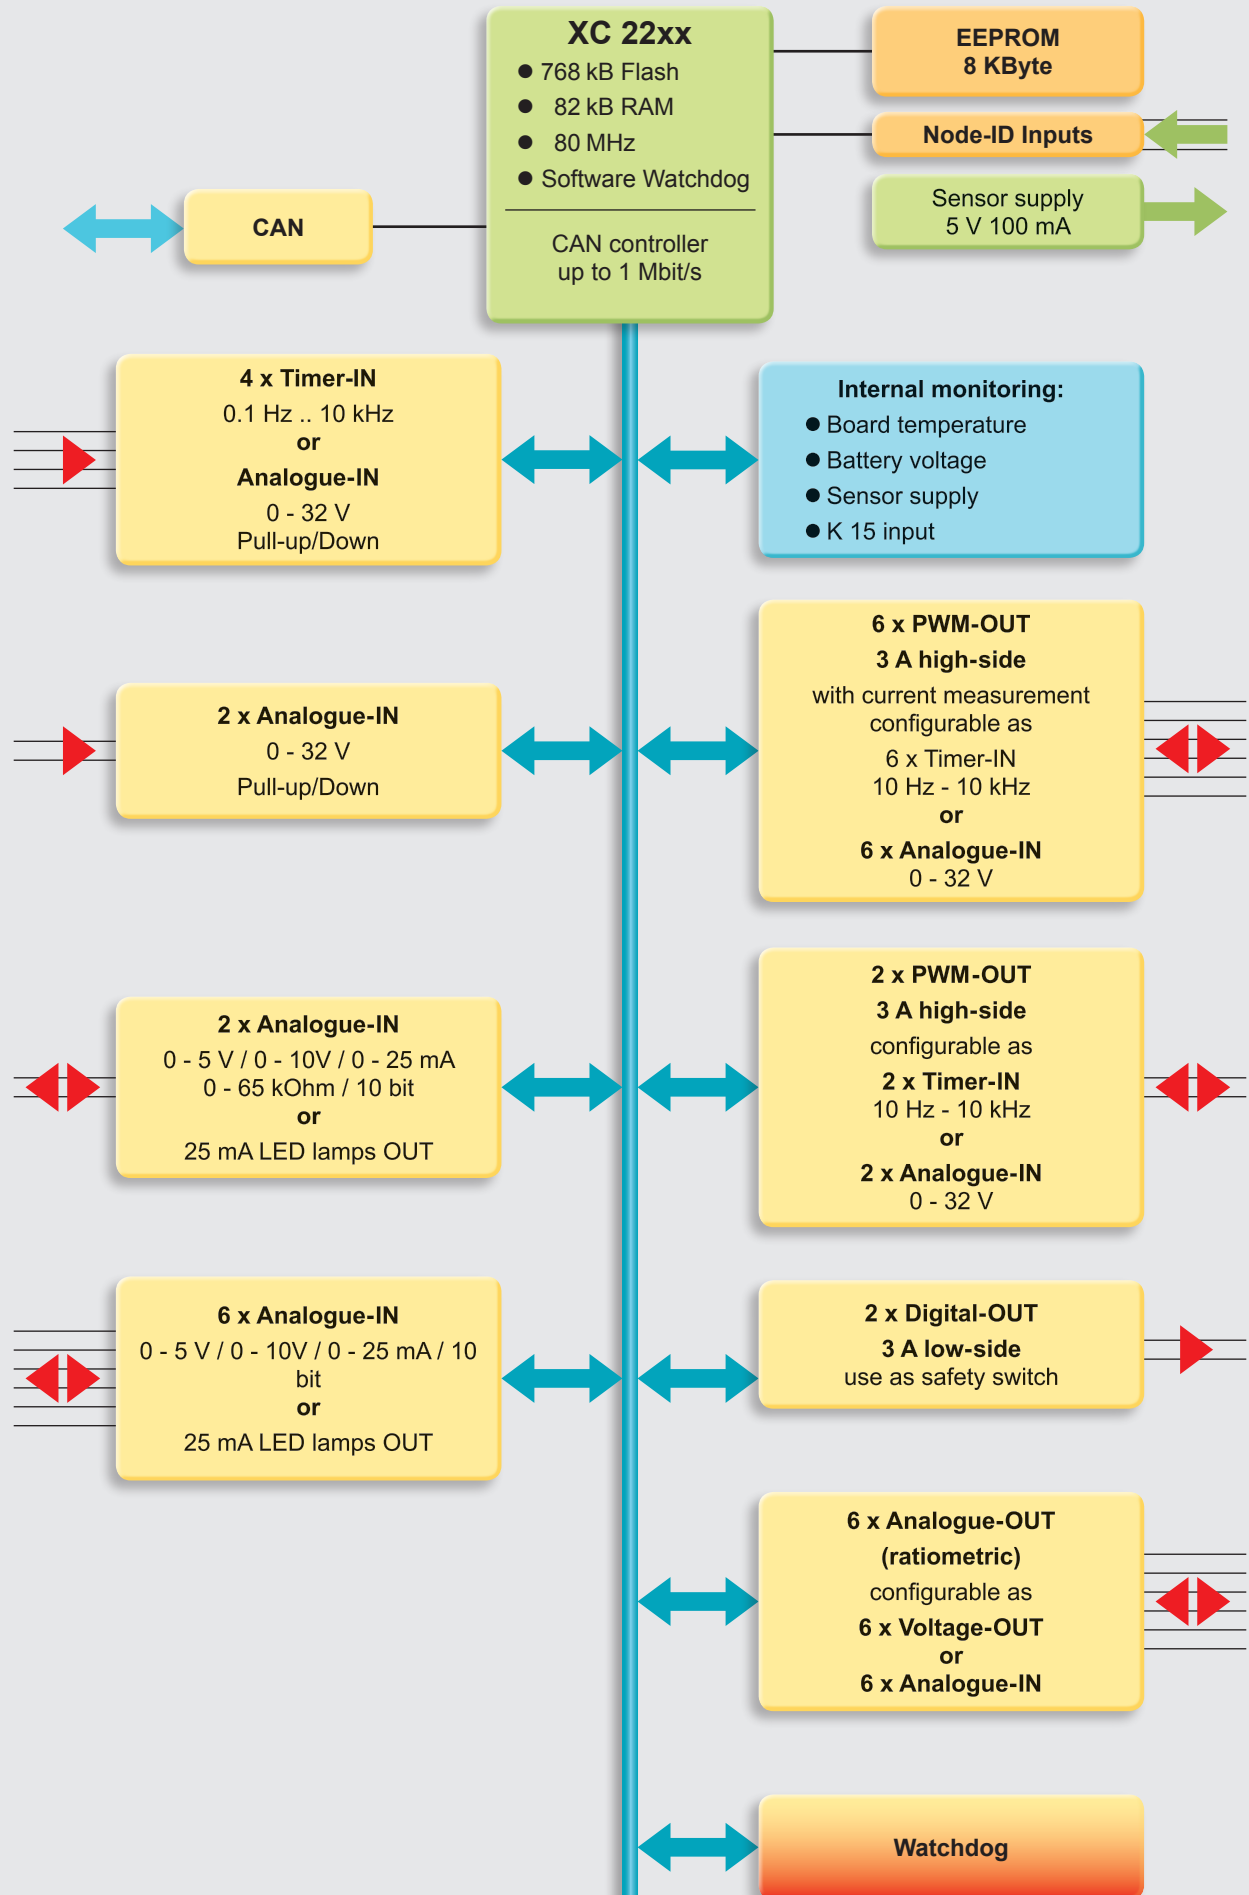 XC 22xx
● 768 kB Flash
● 82 kB RAM
● 80 MHz
● Software Watchdog
CAN controller
up to 1 Mbit/s
EEPROM
8 KByte
Node-ID Inputs
Sensor supply
5 V 100 mA
CAN
4 x Timer-IN
0.1 Hz .. 10 kHz
or
Analogue-IN
0 - 32 V
Pull-up/Down
Internal monitoring:
● Board temperature
● Battery voltage
● Sensor supply
● K 15 input
2 x Analogue-IN
0 - 32 V
Pull-up/Down
6 x PWM-OUT
3 A high-side
with current measurement
configurable as
6 x Timer-IN
10 Hz - 10 kHz
or
6 x Analogue-IN
0 - 32 V
2 x Analogue-IN
0 - 5 V / 0 - 10V / 0 - 25 mA
0 - 65 kOhm / 10 bit
or
25 mA LED lamps OUT
2 x PWM-OUT
3 A high-side
configurable as
2 x Timer-IN
10 Hz - 10 kHz
or
2 x Analogue-IN
0 - 32 V
6 x Analogue-IN
0 - 5 V / 0 - 10V / 0 - 25 mA / 10
bit
or
25 mA LED lamps OUT
2 x Digital-OUT
3 A low-side
use as safety switch
6 x Analogue-OUT
(ratiometric)
configurable as
6 x Voltage-OUT
or
6 x Analogue-IN
Watchdog